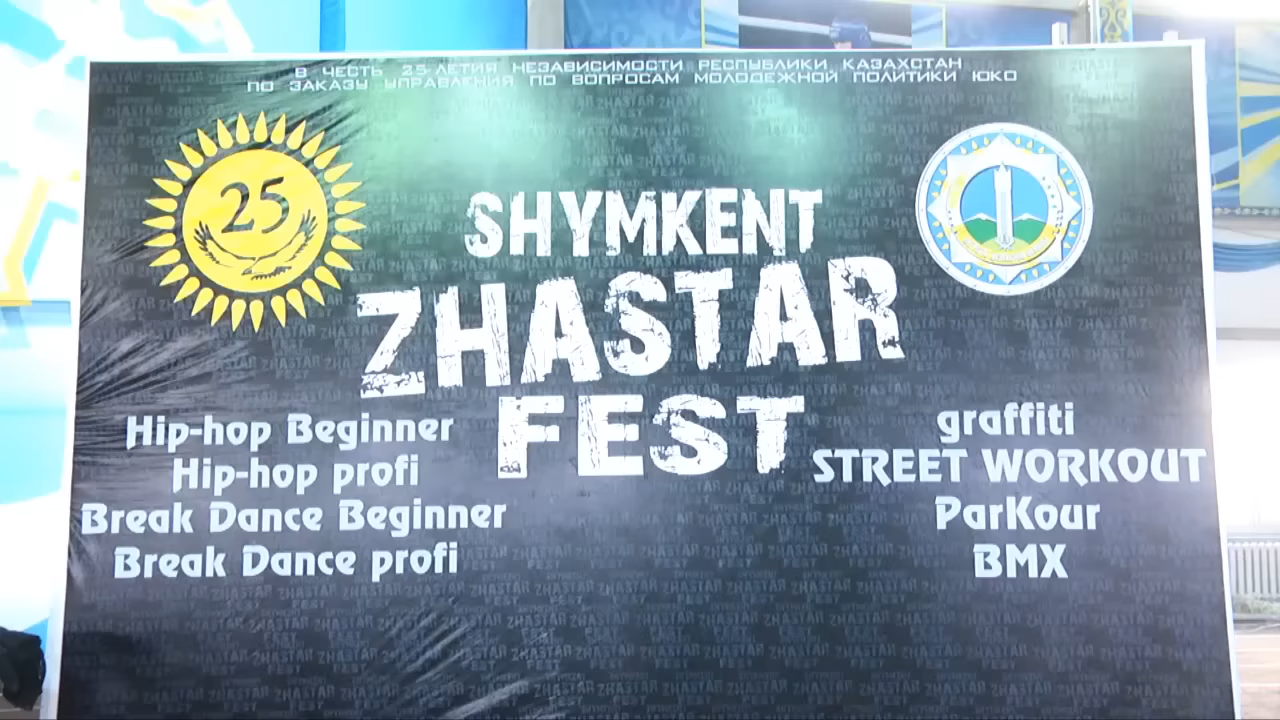 В ЧЕСТЬ 25-ЛЕТИЯ НЕЗАВИСИМОСТИ РЕСПУБЛИКИ КАЗАХСТАН
ПО ЗАКАЗУ УПРАВЛЕНИЯ ПО ВОПРОСАМ МОЛОДЕЖНОЙ ПОЛИТИКИ ЮКО
25
SHYMKENT
ZHASTAR
FEST
Hip-hop Beginner
Hip-hop profi
Break Dance Beginner
Break Dance profi
graffiti
STREET WORKOUT
ParKour
BMX